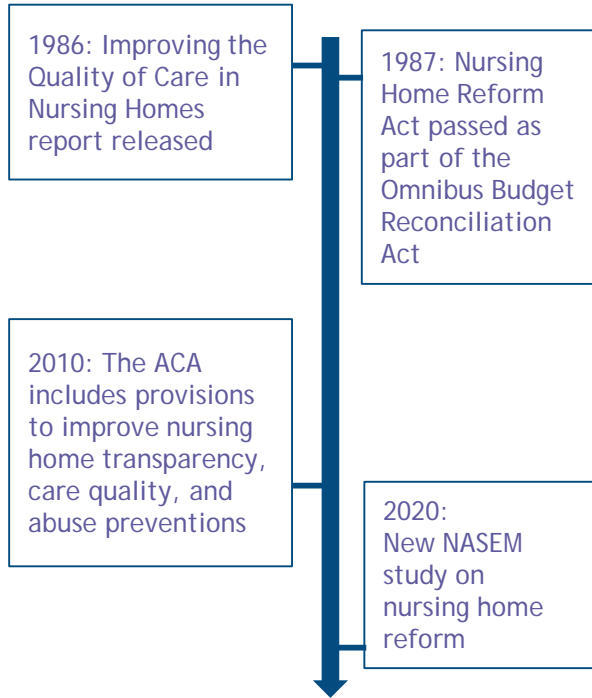 1986: Improving the
Quality of Care in
Nursing Homes
report released
1987: Nursing
Home Reform
Act passed as
part of the
Omnibus Budget
Reconciliation
Act
2010: The ACA
includes provisions
to improve nursing
home transparency,
care quality, and
abuse preventions
2020:
New NASEM
study on
nursing home
reform